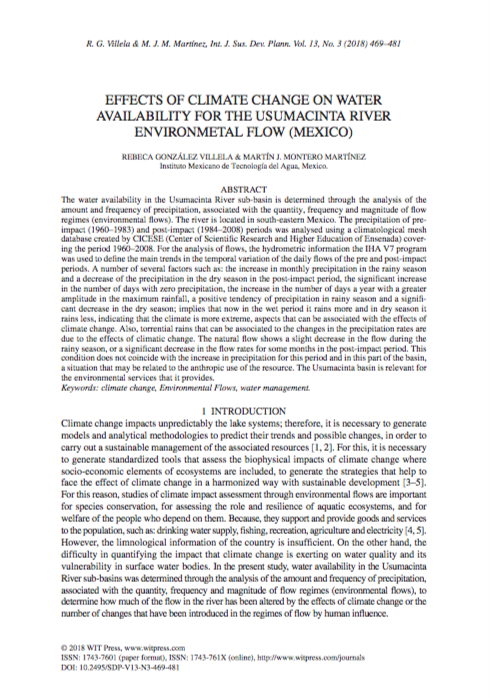 R. G. Villela & M. J. M. Martínez, Int. J. Sus. Dev. Plann. Vol. 13, No. 3 (2018) 469–481
EFFECTS OF CLIMATE CHANGE ON WATER
AVAILABILITY FOR THE USUMACINTA RIVER
ENVIRONMETAL FLOW (MEXICO)
REBECA GONZÁLEZ VILLELA & MARTÍN J. MONTERO MARTÍNEZ
Instituto Mexicano de Tecnología del Agua, Mexico.
ABSTRACT
The water availability in the Usumacinta River sub-basin is determined through the analysis of the
amount and frequency of precipitation, associated with the quantity, frequency and magnitude of flow
regimes (environmental flows). The river is located in south-eastern Mexico. The precipitation of pre-
impact (1960–1983) and post-impact (1984–2008) periods was analysed using a climatological mesh
database created by CICESE (Center of Scientific Research and Higher Education of Ensenada) cover-
ing the period 1960–2008. For the analysis of flows, the hydrometric information the IHA V7 program
was used to define the main trends in the temporal variation of the daily flows of the pre and post-impact
periods. A number of several factors such as: the increase in monthly precipitation in the rainy season
and a decrease of the precipitation in the dry season in the post-impact period, the significant increase
in the number of days with zero precipitation, the increase in the number of days a year with a greater
amplitude in the maximum rainfall, a positive tendency of precipitation in rainy season and a signifi-
cant decrease in the dry season; implies that now in the wet period it rains more and in dry season it
rains less, indicating that the climate is more extreme, aspects that can be associated with the effects of
climate change. Also, torrential rains that can be associated to the changes in the precipitation rates are
due to the effects of climatic change. The natural flow shows a slight decrease in the flow during the
rainy season, or a significant decrease in the flow rates for some months in the post-impact period. This
condition does not coincide with the increase in precipitation for this period and in this part of the basin,
a situation that may be related to the anthropic use of the resource. The Usumacinta basin is relevant for
the environmental services that it provides.
Keywords: climate change, Environmental Flows, water management.
1 INTRODUCTION
Climate change impacts unpredictably the lake systems; therefore, it is necessary to generate
models and analytical methodologies to predict their trends and possible changes, in order to
carry out a sustainable management of the associated resources [1, 2]. For this, it is necessary
to generate standardized tools that assess the biophysical impacts of climate change where
socio-economic elements of ecosystems are included, to generate the strategies that help to
face the effect of climate change in a harmonized way with sustainable development [3–5].
For this reason, studies of climate impact assessment through environmental flows are important
for species conservation, for assessing the role and resilience of aquatic ecosystems, and for
welfare of the people who depend on them. Because, they support and provide goods and services
to the population, such as: drinking water supply, fishing, recreation, agriculture and electricity [4, 5].
However, the limnological information of the country is insufficient. On the other hand, the
difficulty in quantifying the impact that climate change is exerting on water quality and its
vulnerability in surface water bodies. In the present study, water availability in the Usumacinta
River sub-basins was determined through the analysis of the amount and frequency of precipitation,
associated with the quantity, frequency and magnitude of flow regimes (environmental flows), to
determine how much of the flow in the river has been altered by the effects of climate change or the
number of changes that have been introduced in the regimes of flow by human influence.
© 2018 WIT Press, www.witpress.com
ISSN: 1743-7601 (paper format), ISSN: 1743-761X (online), http://www.witpress.com/journals
DOI: 10.2495/SDP-V13-N3-469-481